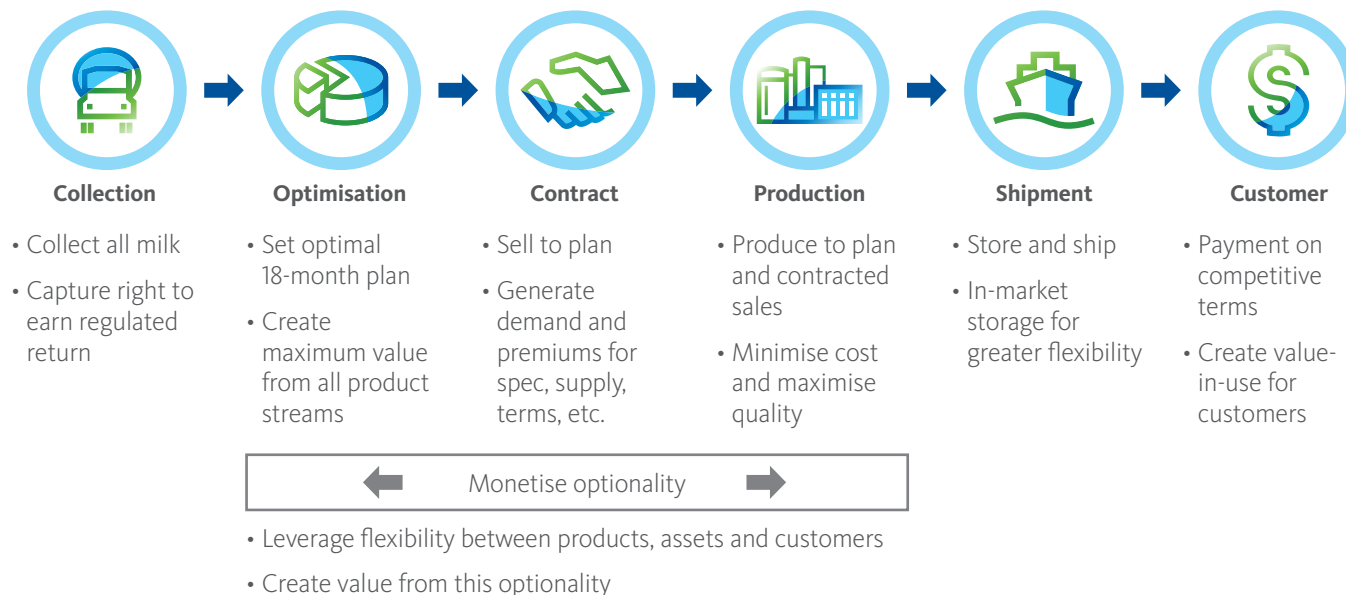 Collection
• Collect all milk
• Capture right to
earn regulated
return
Optimisation
• Set optimal
18-month plan
• Create
maximum value
from all product
streams
Contract
• Sell to plan
• Generate
demand and
premiums for
spec, supply,
terms, etc.
Production
• Produce to plan
and contracted
sales
• Minimise cost
and maximise
quality
Shipment
• Store and ship
• In-market
storage for
greater flexibility
Customer
• Payment on
competitive
terms
• Create value-
in-use for
customers
Monetise optionality
• Leverage flexibility between products, assets and customers
• Create value from this optionality